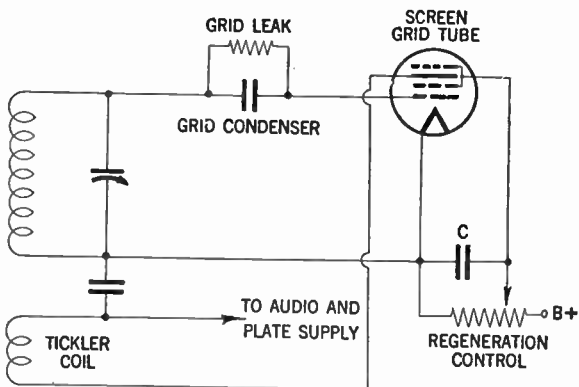 GRID LEAK
SCREEN
GRID TUBE
GRID CONDENSER
C
TO AUDIO AND
PLATE SUPPLY
B+
TICKLER
COIL
REGENERATION
CONTROL